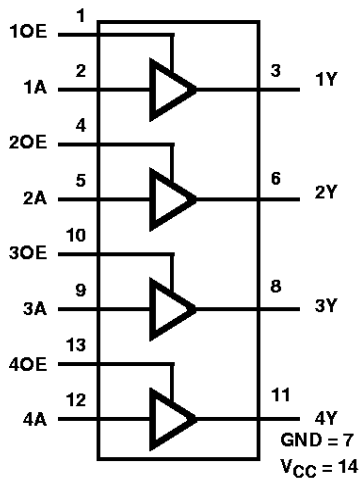 1OE 1
1A 2 3 1Y
2OE 4
2A 5 6 2Y
3OE 10
3A 9 8 3Y
4OE 13
4A 12 11 4Y
GND = 7
VCC = 14